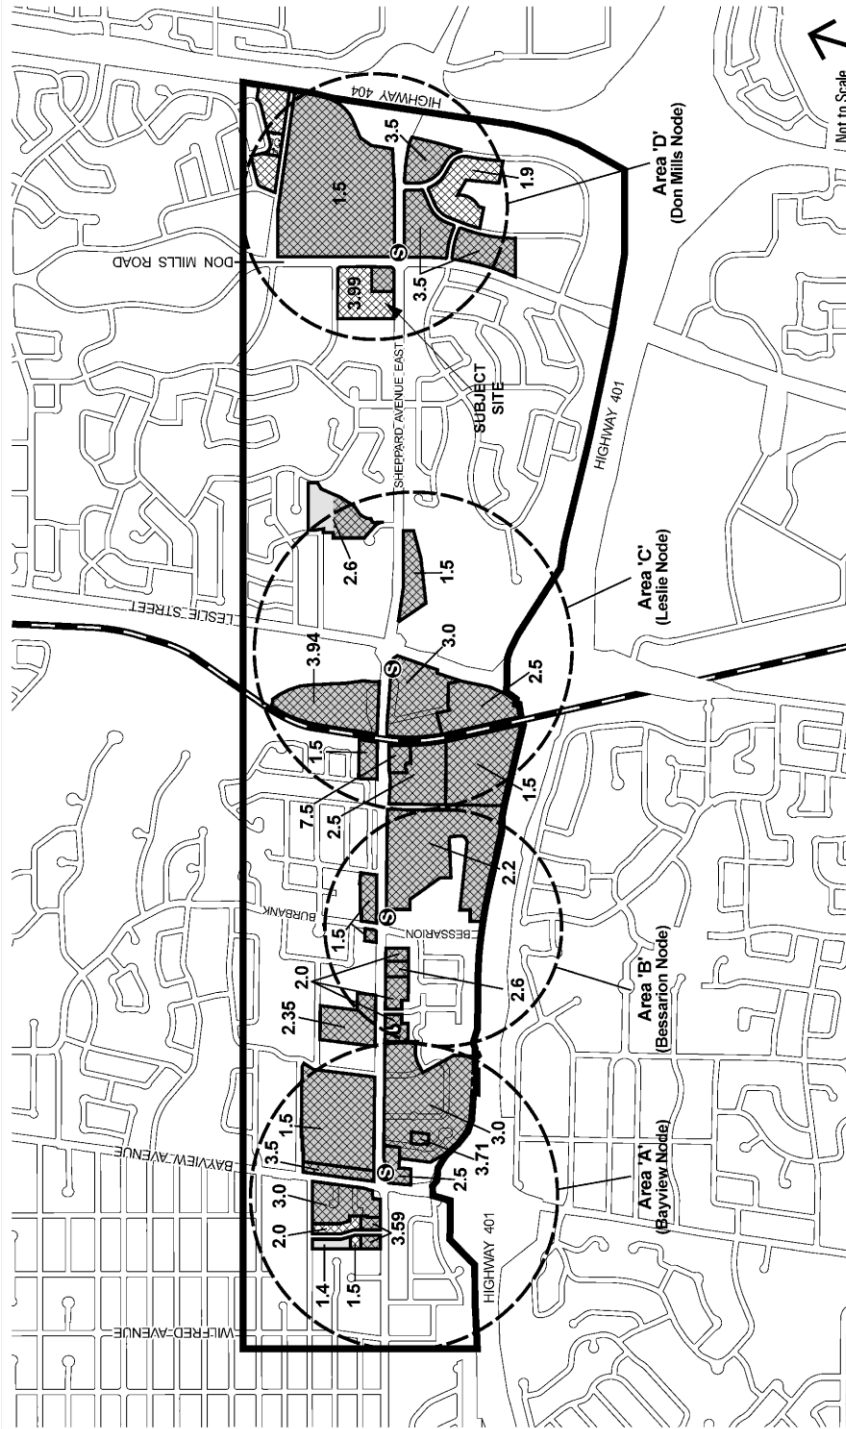 WILFRED AVENUE
BAYVIEW AVENUE
LESLIE STREET
DON MILLS ROAD
HIGHWAY 404
BURBANK
BESSARION
SHEPPARD AVENUE EAST
HIGHWAY 401
HIGHWAY 401
1.4
1.5
2.0
3.59
3.0
3.5
1.5
2.5
3.71
3.0
2.35
2.0
2.6
1.5
2.2
7.5
2.5
1.5
1.5
3.94
3.0
2.5
2.6
1.5
3.99
1.5
3.5
3.5
1.9
S
S
S
S
SUBJECT
SITE
Area 'A'
(Bayview Node)
Area 'B'
(Bessarion Node)
Area 'C'
(Leslie Node)
Area 'D'
(Don Mills Node)
Not to Scale